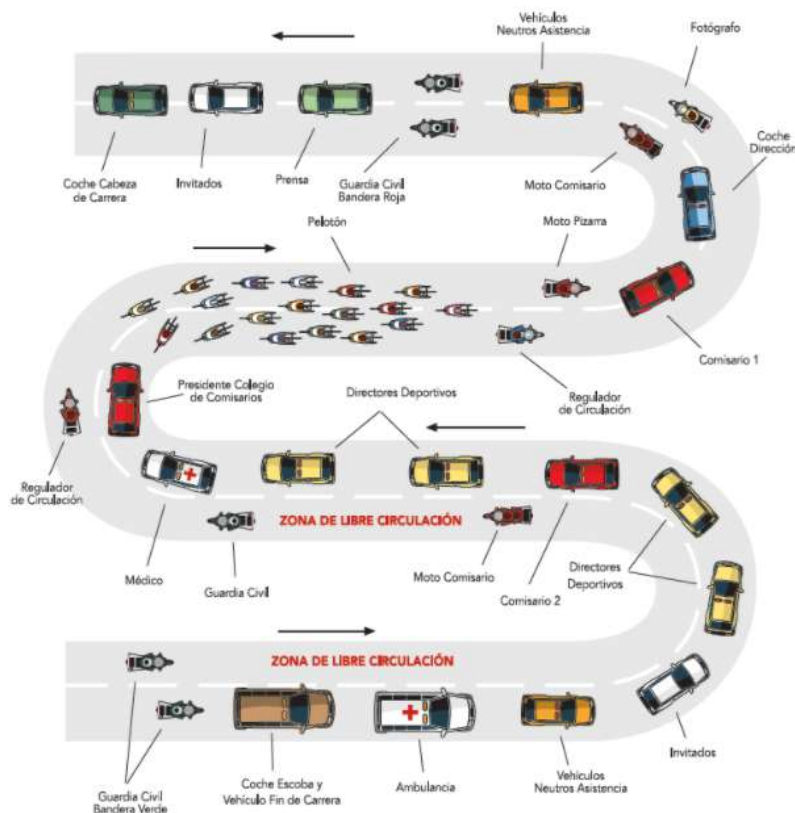 Vehículos
Neutros Asistencia
Fotógrafo
Coche
Dirección
Coche Cabeza
de Carrera
Invitados
Prensa
Guardia Civil
Bandera Roja
Moto Comisario
Pelotón
Moto Pizarra
Comisario 1
Regulador
de Circulación
Presidente Colegio
de Comisarios
Directores Deportivos
Regulador
de Circulación
ZONA DE LIBRE CIRCULACIÓN
Médico
Guardia Civil
Moto Comisario
Comisario 2
Directores
Deportivos
ZONA DE LIBRE CIRCULACIÓN
Invitados
Guardia Civil
Bandera Verde
Coche Escoba y
Vehículo Fin de Carrera
Ambulancia
Vehículos
Neutros Asistencia